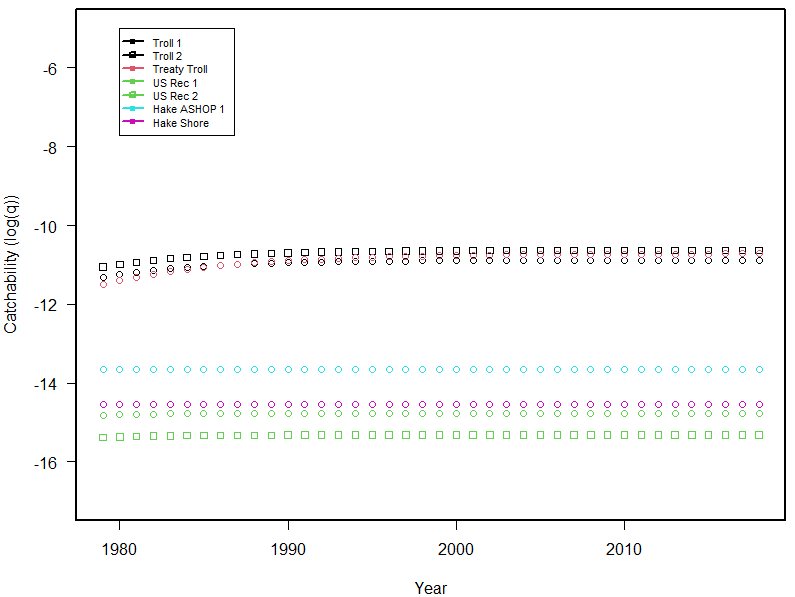 Troll 1
Troll 2
Treaty Troll
US Rec 1
US Rec 2
Hake ASHOP 1
Hake Shore
-6
-8
-10
-12
-14
-16
Catchability (log(q))
1980 1990 2000 2010
Year